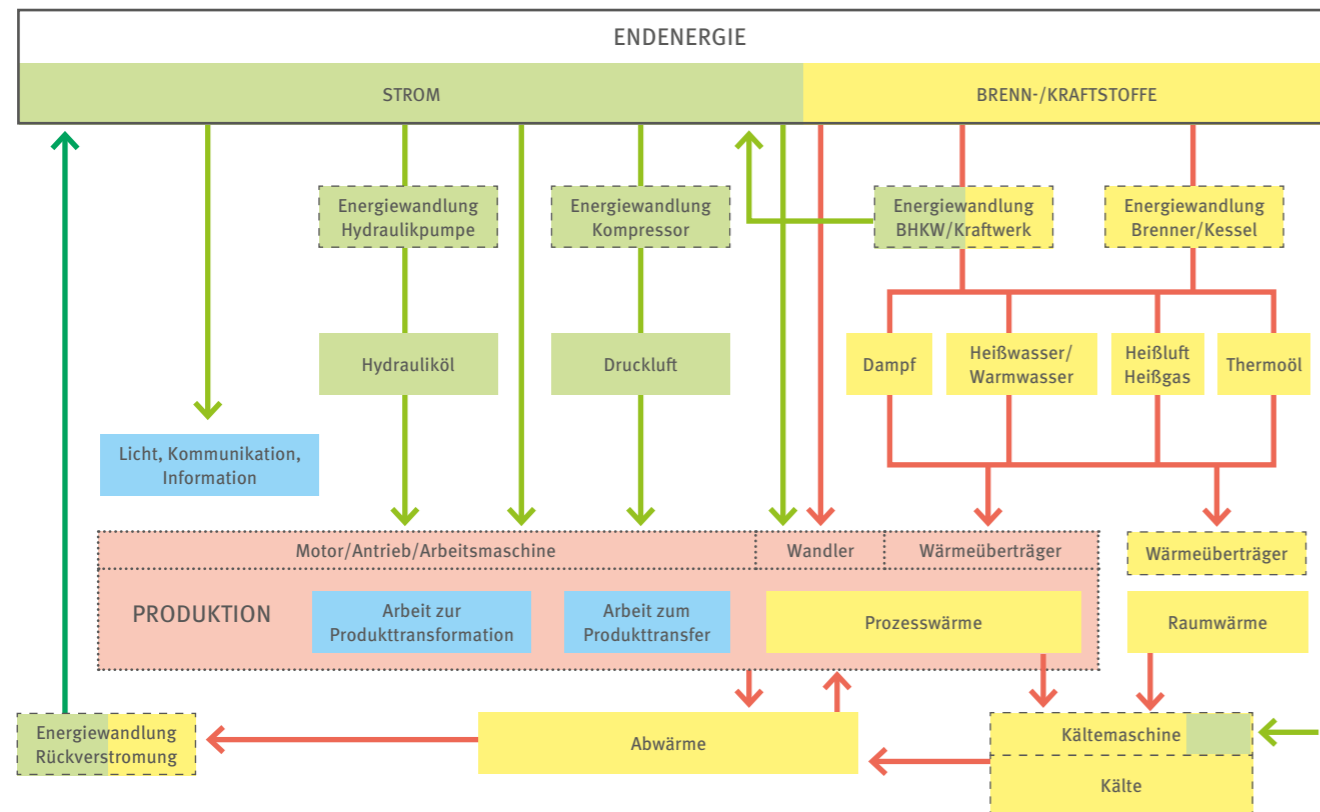 ENDENERGIE
STROM
BRENN-/KRAFTSTOFFE
Energiewandlung
Hydraulikpumpe
Energiewandlung
Kompressor
Energiewandlung
BHKW/Kraftwerk
Energiewandlung
Brenner/Kessel
Hydrauliköl
Druckluft
Dampf
Heißwasser/
Warmwasser
Heißluft
Heißgas
Thermoöl
Licht, Kommunikation,
Information
Motor/Antrieb/Arbeitsmaschine
Wandler
Wärmeüberträger
Wärmeüberträger
PRODUKTION
Arbeit zur
Produkttransformation
Arbeit zum
Produkttransfer
Prozesswärme
Raumwärme
Energiewandlung
Rückverstromung
Abwärme
Kältemaschine
Kälte